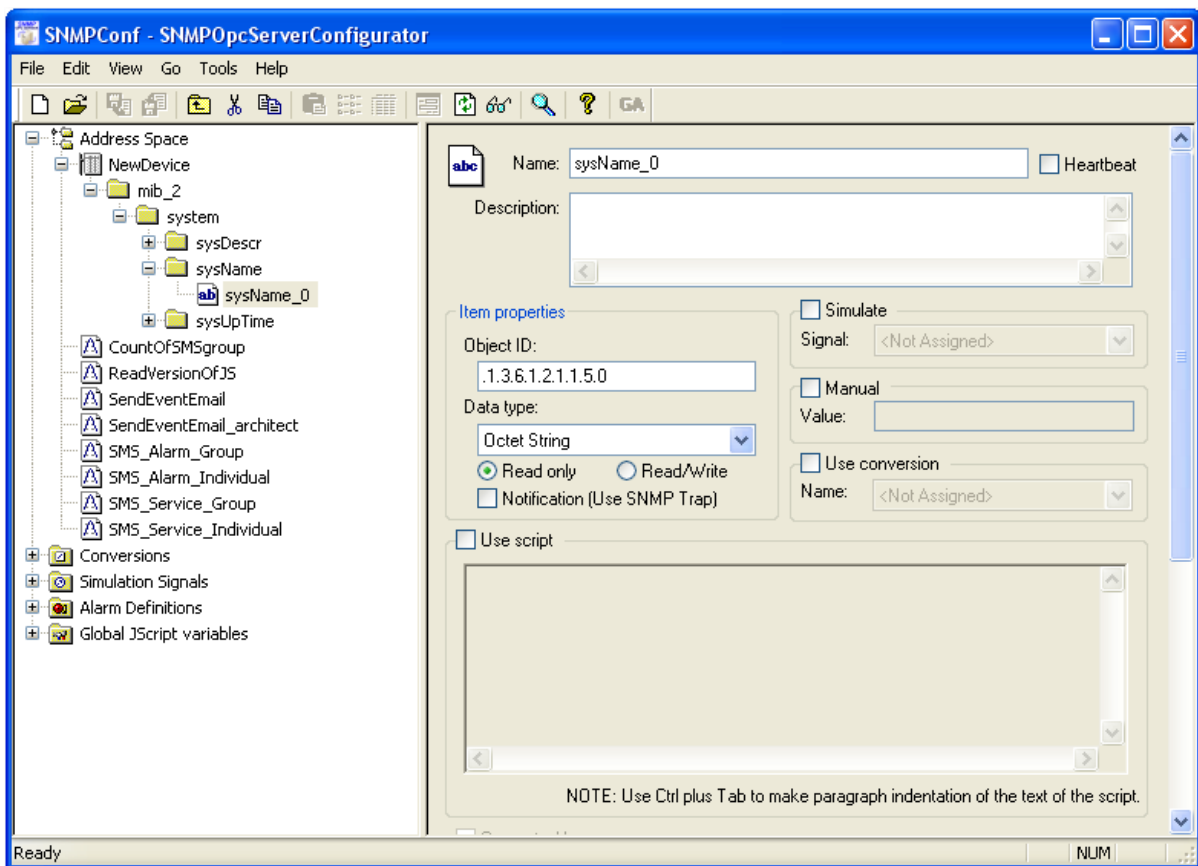 SNMPConf - SNMPOpcServerConfigurator
File Edit View Go Tools Help
GA
Address Space
NewDevice
mib_2
system
sysDescr
sysName
sysName_0
sysUpTime
CountOfSMSgroup
ReadVersionOfJS
SendEventEmail
SendEventEmail_architect
SMS_Alarm_Group
SMS_Alarm_Individual
SMS_Service_Group
SMS_Service_Individual
Conversions
Simulation Signals
Alarm Definitions
Global JScript variables
abc Name: sysName_0 Heartbeat
Description:
Item properties
Object ID:
.1.3.6.1.2.1.1.5.0
Data type:
Octet String
Read only Read/Write
Notification (Use SNMP Trap)
Simulate
Signal: <Not Assigned>
Manual
Value:
Use conversion
Name: <Not Assigned>
Use script
NOTE: Use Ctrl plus Tab to make paragraph indentation of the text of the script.
Ready NUM